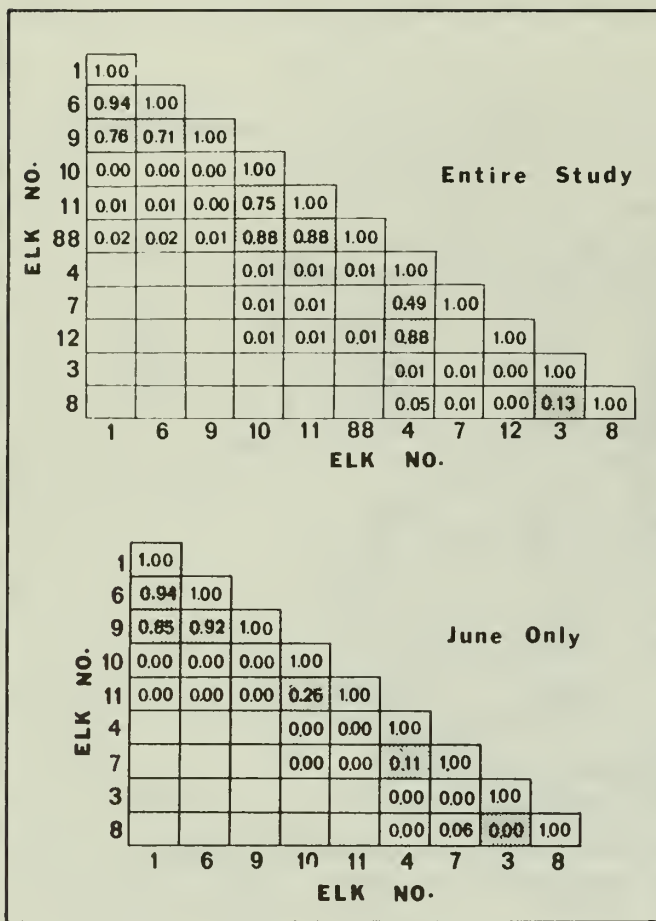 1 1.00
6 0.94 1.00
9 0.76 0.71 1.00
10 0.00 0.00 0.00 1.00
Entire Study
11 0.01 0.01 0.00 0.75 1.00
88 0.02 0.02 0.01 0.88 0.88 1.00
4 0.01 0.01 0.01 1.00
7 0.01 0.01 0.49 1.00
12 0.01 0.01 0.01 0.88 1.00
3 0.01 0.01 0.00 1.00
8 0.05 0.01 0.00 0.13 1.00
ELK NO.
1 6 9 10 11 88 4 7 12 3 8
ELK NO.
1 1.00
6 0.94 1.00
9 0.85 0.92 1.00
June Only
10 0.00 0.00 0.00 1.00
11 0.00 0.00 0.00 0.26 1.00
4 0.00 0.00 1.00
7 0.00 0.00 0.11 1.00
3 0.00 0.00 1.00
8 0.00 0.06 0.00 1.00
ELK NO.
1 6 9 10 11 4 7 3 8
ELK NO.